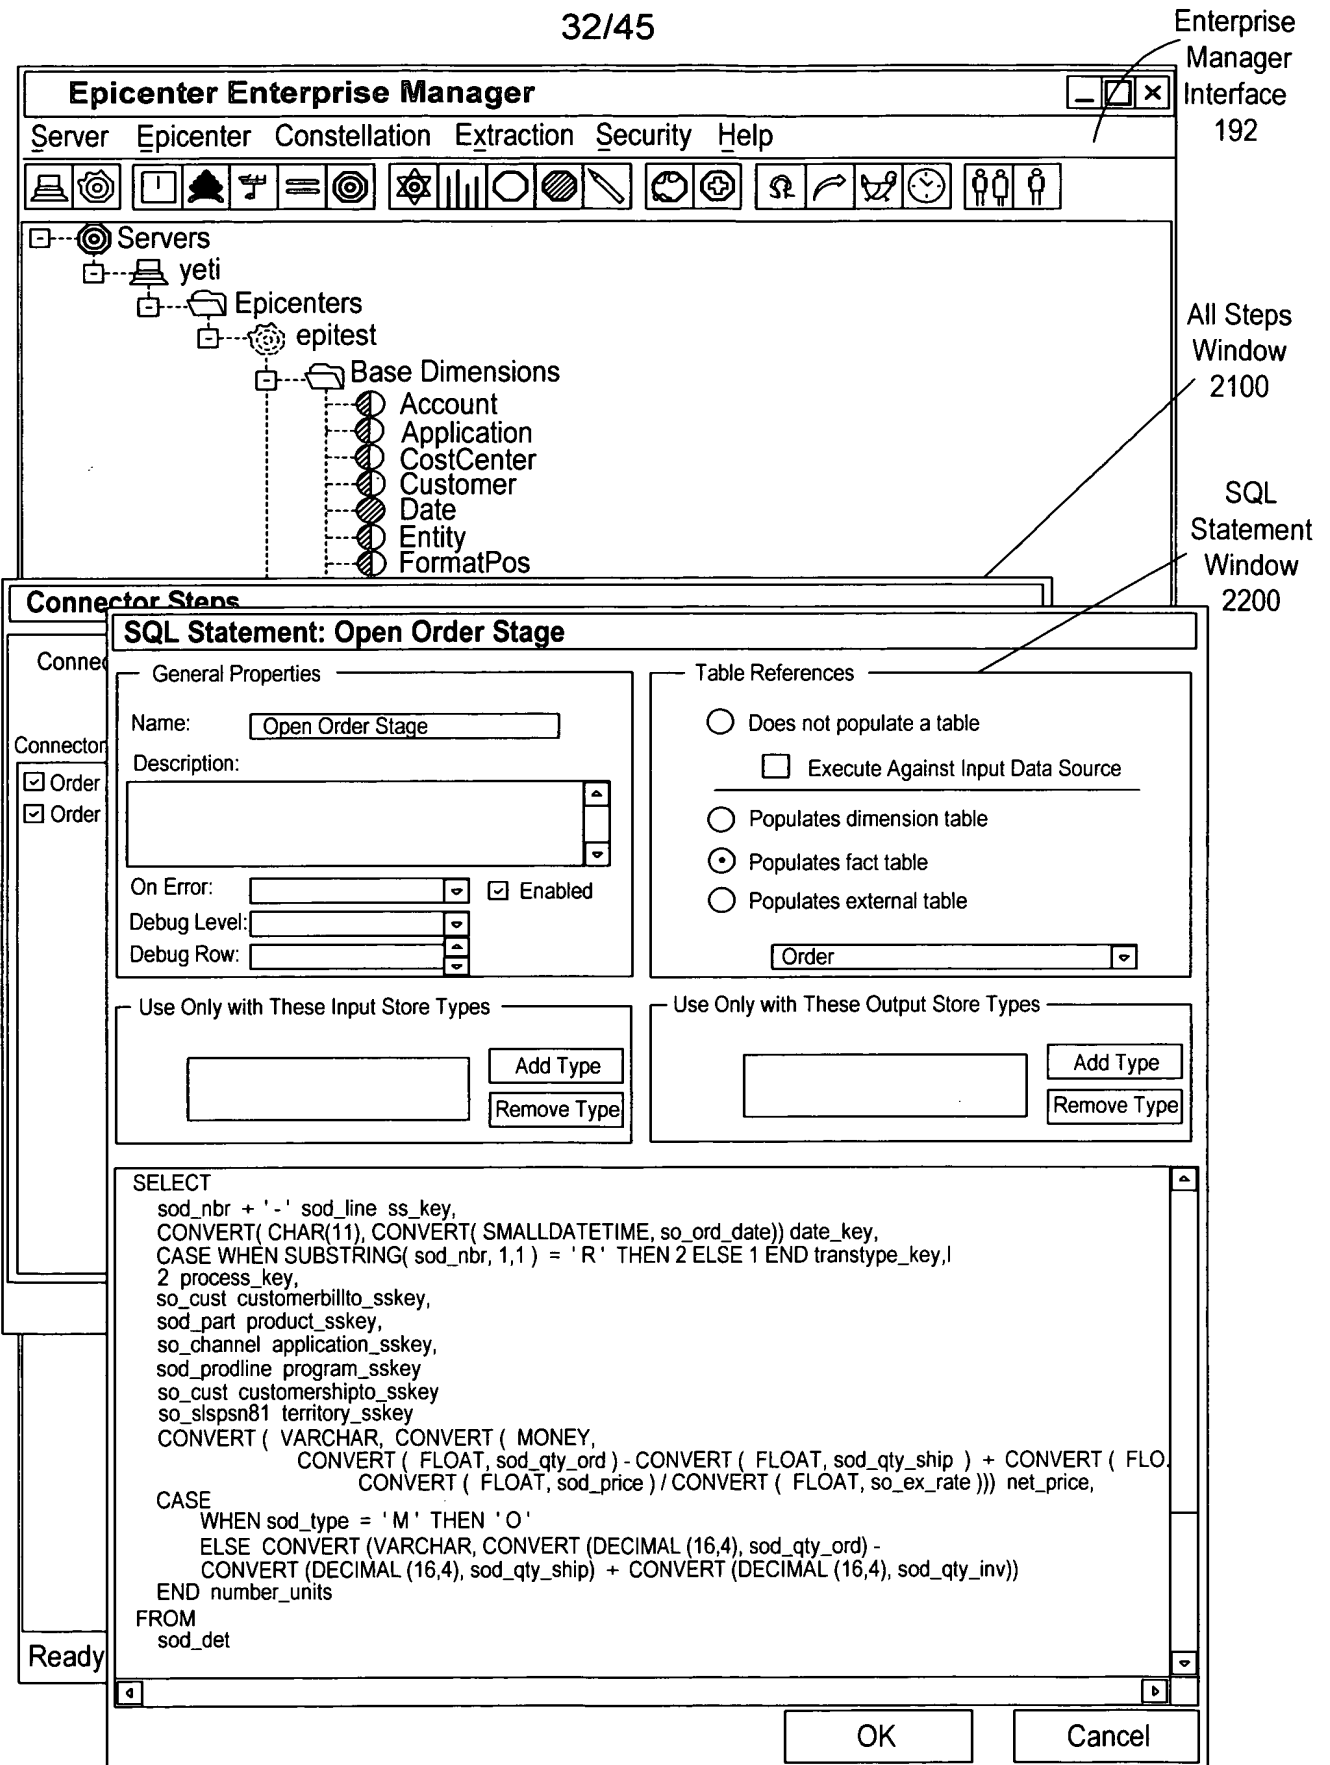 32/45
Enterprise
Manager
Interface
192
Epicenter Enterprise Manager
Server Epicenter Constellation Extraction Security Help
Servers
yeti
Epicenters
epitest
Base Dimensions
Account
Application
CostCenter
Customer
Date
Entity
FormatPos
All Steps
Window
2100
SQL
Statement
Window
2200
Connector Steps
SQL Statement: Open Order Stage
Connec
Connector
Order
Order
General Properties
Name: Open Order Stage
Description:
On Error: Enabled
Debug Level:
Debug Row:
Table References
Does not populate a table
Execute Against Input Data Source
Populates dimension table
Populates fact table
Populates external table
Order
Use Only with These Input Store Types
Add Type
Remove Type
Use Only with These Output Store Types
Add Type
Remove Type
SELECT
sod_nbr + '-' sod_line ss_key,
CONVERT( CHAR(11), CONVERT( SMALLDATETIME, so_ord_date)) date_key,
CASE WHEN SUBSTRING( sod_nbr, 1,1 ) = 'R' THEN 2 ELSE 1 END transtype_key,l
2 process_key,
so_cust customerbillto_sskey,
sod_part product_sskey,
so_channel application_sskey,
sod_prodline program_sskey
so_cust customershipto_sskey
so_slspsn81 territory_sskey
CONVERT ( VARCHAR, CONVERT ( MONEY,
CONVERT ( FLOAT, sod_qty_ord ) - CONVERT ( FLOAT, sod_qty_ship ) + CONVERT ( FLO.
CONVERT ( FLOAT, sod_price ) / CONVERT ( FLOAT, so_ex_rate ))) net_price,
CASE
WHEN sod_type = 'M' THEN 'O'
ELSE CONVERT (VARCHAR, CONVERT (DECIMAL (16,4), sod_qty_ord) -
CONVERT (DECIMAL (16,4), sod_qty_ship) + CONVERT (DECIMAL (16,4), sod_qty_inv))
END number_units
FROM
sod_det
Ready
OK Cancel